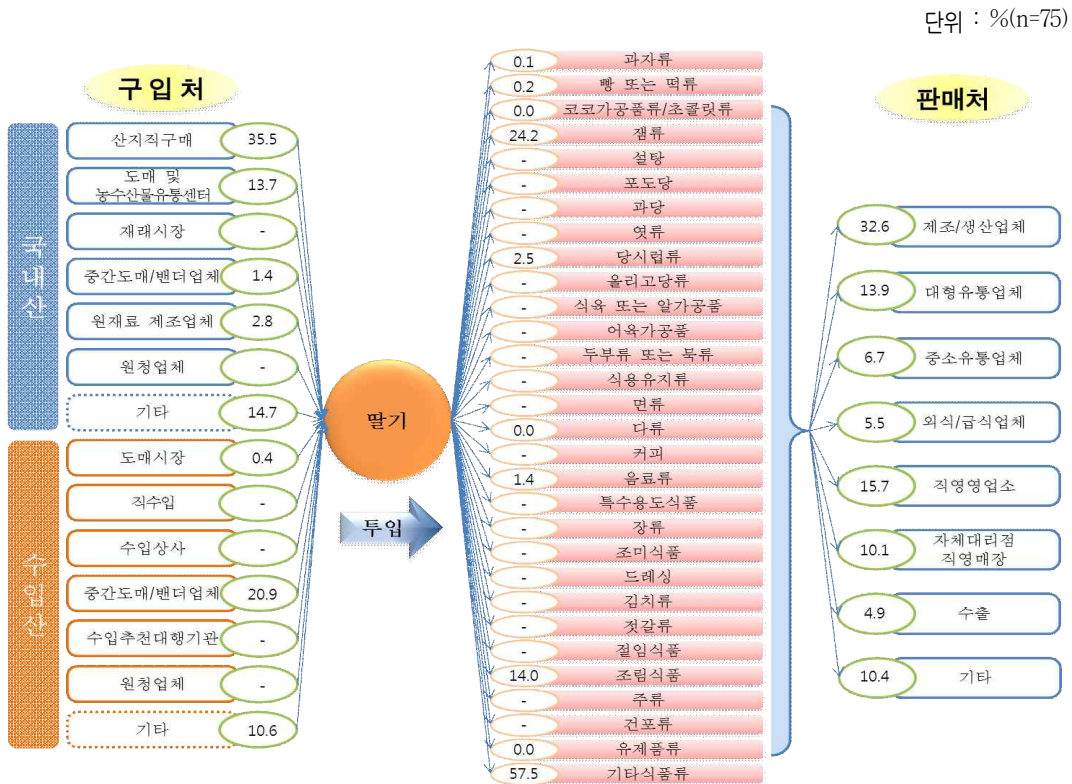 단위 : %(n=75)
구입처
국내산
산지직구매 35.5
도매 및
농수산물유통센터 13.7
재래시장 -
중간도매/밴더업체 1.4
원재료 제조업체 2.8
원청업체 -
기타 14.7
수입산
도매시장 0.4
직수입 -
수입상사 -
중간도매/밴더업체 20.9
수입추천대행기관 -
원청업체 -
기타 10.6
딸기
투입
0.1 과자류
0.2 빵 또는 떡류
0.0 코코가공품류/초콜릿류
24.2 잼류
- 설탕
- 포도당
- 과당
- 엿류
2.5 당시럽류
- 올리고당류
- 식육 또는 알가공품
- 어육가공품
- 두부류 또는 묵류
- 식용유지류
- 면류
0.0 다류
- 커피
1.4 음료류
- 특수용도식품
- 장류
- 조미식품
- 드레싱
- 김치류
- 젓갈류
- 절임식품
14.0 조림식품
- 주류
- 건포류
0.0 유제품류
57.5 기타식품류
판매처
32.6 제조/생산업체
13.9 대형유통업체
6.7 중소유통업체
5.5 외식/급식업체
15.7 직영영업소
10.1 자체대리점
직영매장
4.9 수출
10.4 기타